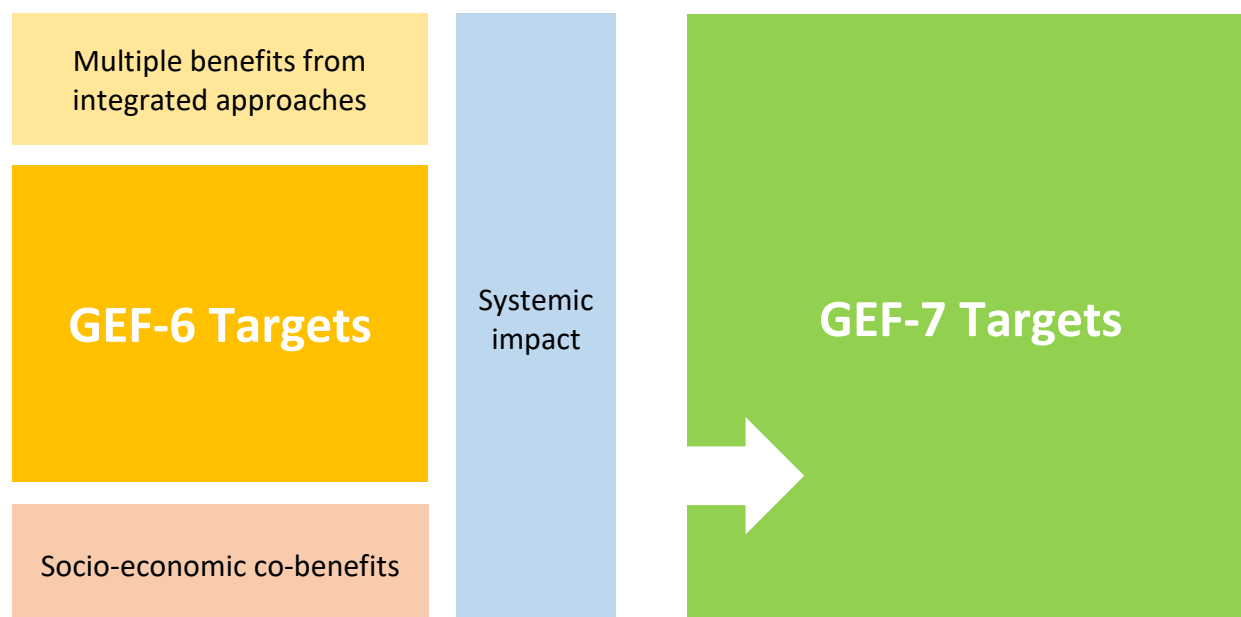 Multiple benefits from
integrated approaches
GEF-6 Targets
Socio-economic co-benefits
Systemic
impact
GEF-7 Targets